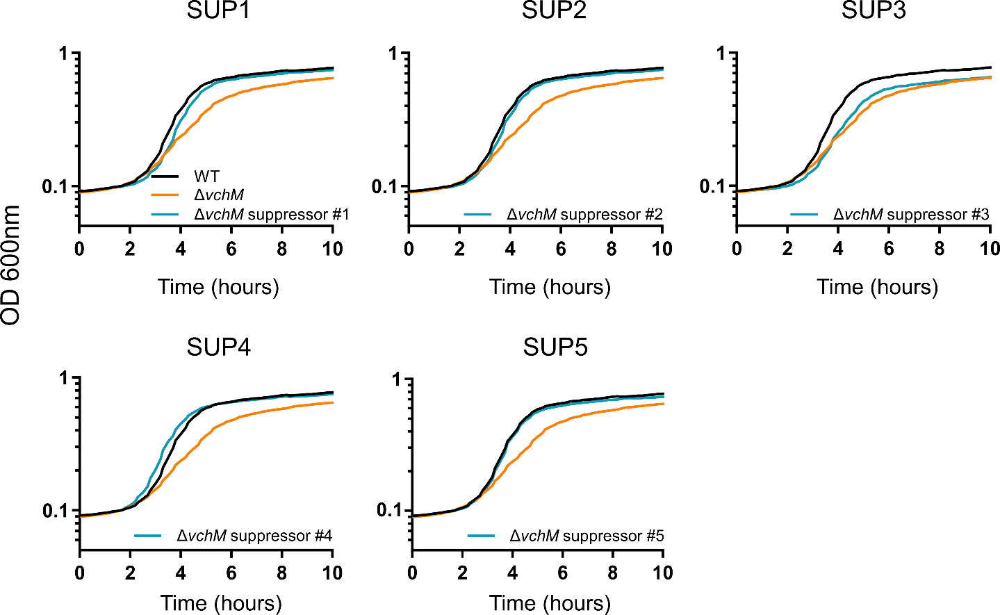 SUP1
SUP2
SUP3
1
0.1
WT
ΔvchM
ΔvchM suppressor #1
0 2 4 6 8 10
Time (hours)
1
0.1
ΔvchM suppressor #2
0 2 4 6 8 10
Time (hours)
1
0.1
ΔvchM suppressor #3
0 2 4 6 8 10
Time (hours)
OD 600nm
SUP4
SUP5
1
0.1
ΔvchM suppressor #4
0 2 4 6 8 10
Time (hours)
1
0.1
ΔvchM suppressor #5
0 2 4 6 8 10
Time (hours)